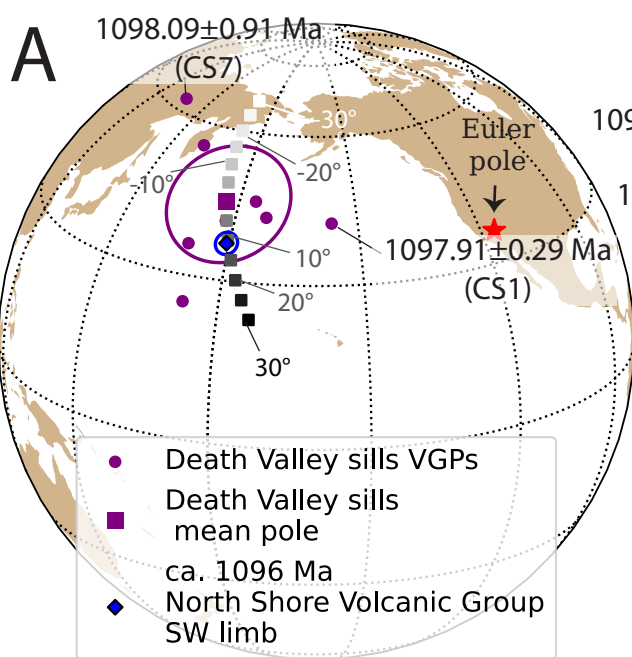 A
1098.09±0.91 Ma
(CS7)
109
-30°
Euler
pole
-20°
-10°
1
1097.91±0.29 Ma
(CS1)
10°
20°
30°
Death Valley sills VGPs
Death Valley sills
mean pole
ca. 1096 Ma
North Shore Volcanic Group
SW limb